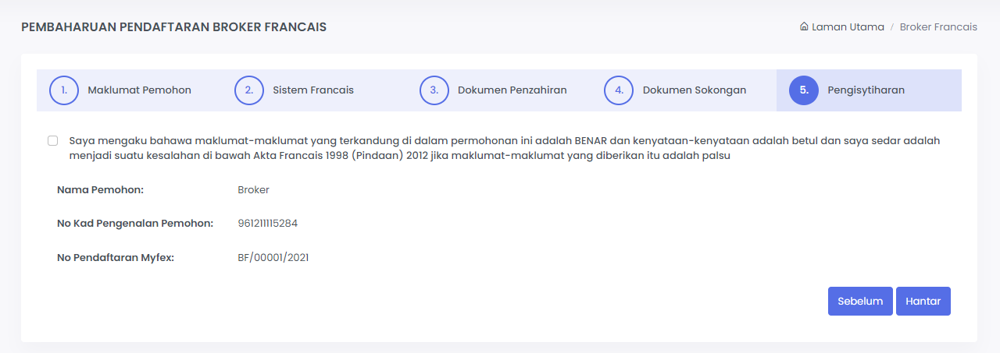 PEMBAHARUAN PENDAFTARAN BROKER FRANCAIS
Laman Utama / Broker Francais
1. Maklumat Pemohon
2. Sistem Francais
3. Dokumen Penzahiran
4. Dokumen Sokongan
5. Pengisytiharan
Saya mengaku bahawa maklumat-maklumat yang terkandung di dalam permohonan ini adalah BENAR dan kenyataan-kenyataan adalah betul dan saya sedar adalah
menjadi suatu kesalahan di bawah Akta Francais 1998 (Pindaan) 2012 jika maklumat-maklumat yang diberikan itu adalah palsu
Nama Pemohon: Broker
No Kad Pengenalan Pemohon: 961211115284
No Pendaftaran Myfex: BF/00001/2021
Sebelum Hantar